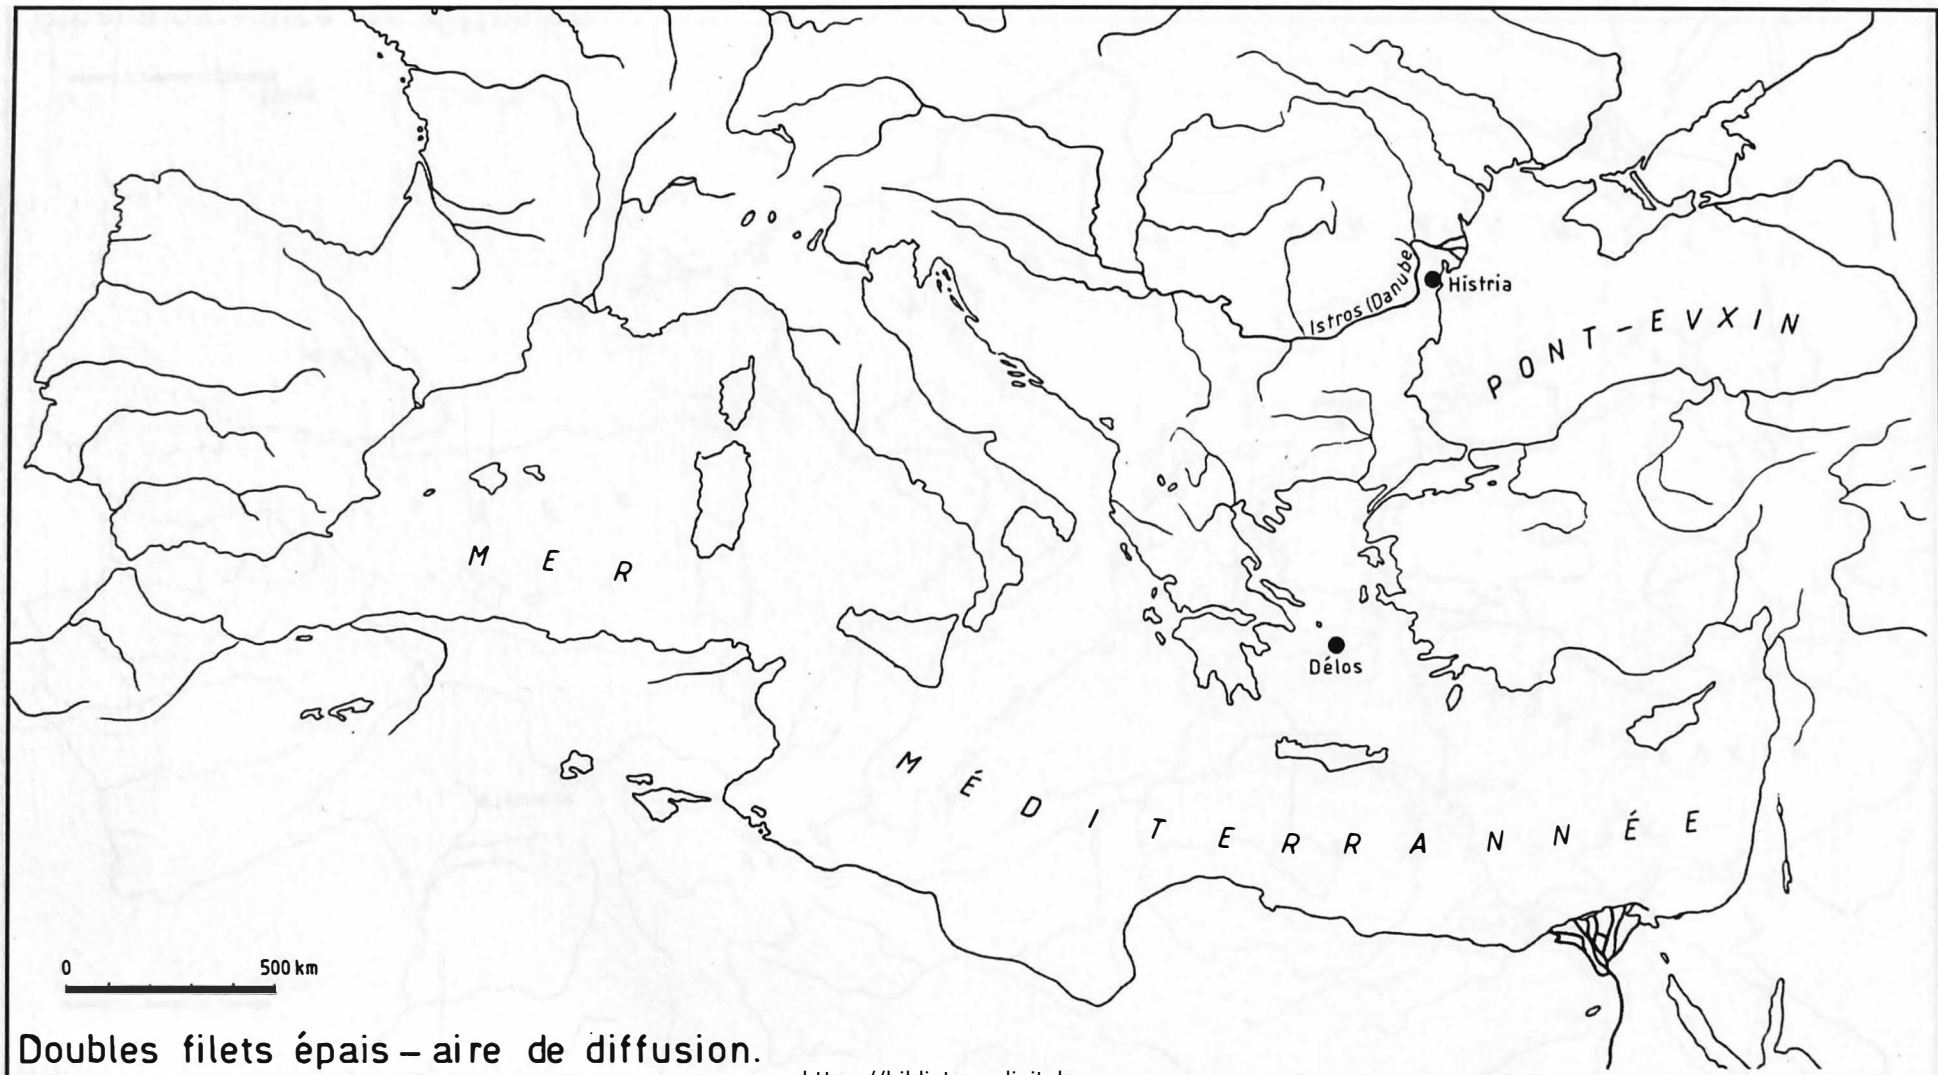 Histria
Istros (Danube)
PONT-EVXIN
MER
Délos
MÉDITERRANNÉE
0 500 km
Doubles filets épais – aire de diffusion.